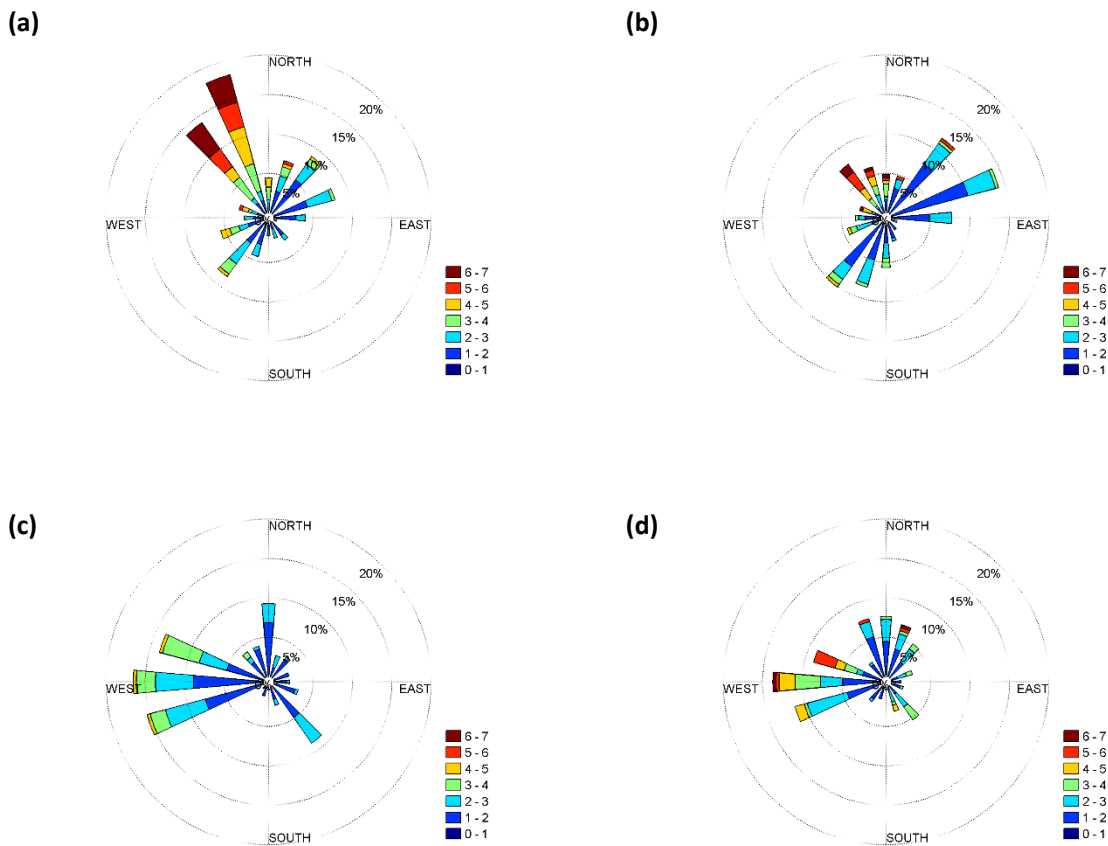 (a)
NORTH
20%
15%
10%
5%
WEST
EAST
SOUTH
6 - 7
5 - 6
4 - 5
3 - 4
2 - 3
1 - 2
0 - 1
(b)
NORTH
20%
15%
10%
5%
WEST
EAST
SOUTH
6 - 7
5 - 6
4 - 5
3 - 4
2 - 3
1 - 2
0 - 1
(c)
NORTH
20%
15%
10%
5%
WEST
EAST
SOUTH
6 - 7
5 - 6
4 - 5
3 - 4
2 - 3
1 - 2
0 - 1
(d)
NORTH
20%
15%
10%
5%
WEST
EAST
SOUTH
6 - 7
5 - 6
4 - 5
3 - 4
2 - 3
1 - 2
0 - 1